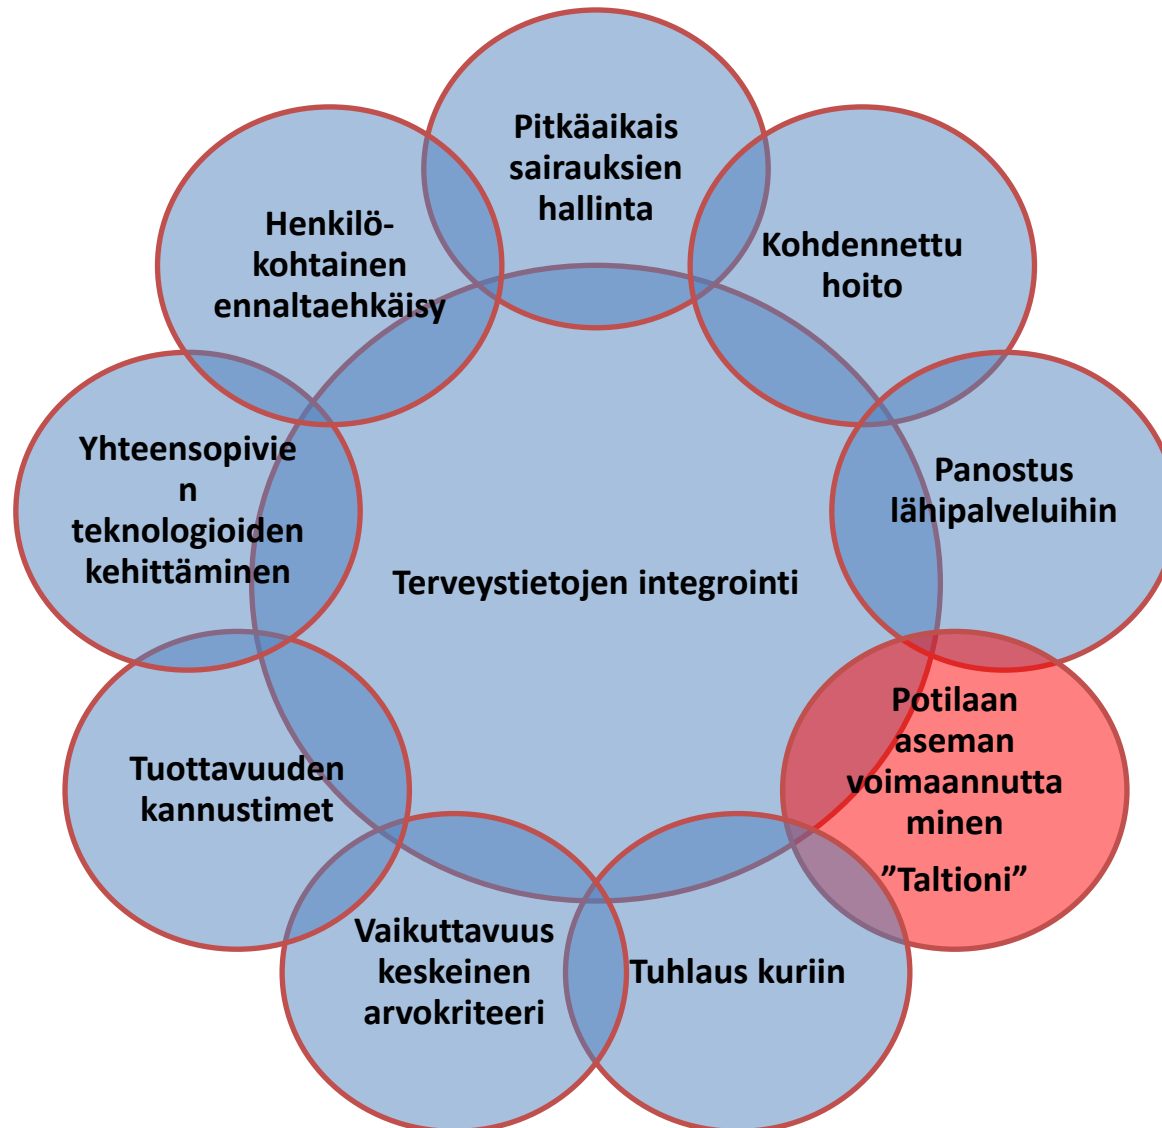 Pitkäaikais
sairauksien
hallinta
Kohdennettu
hoito
Panostus
lähipalveluihin
Potilaan
aseman
voimaannutta
minen
”Taltioni”
Tuhlaus kuriin
Vaikuttavuus
keskeinen
arvokriteeri
Tuottavuuden
kannustimet
Yhteensopivie
n
teknologioiden
kehittäminen
Henkilö-
kohtainen
ennaltaehkäisy
Terveystietojen integrointi